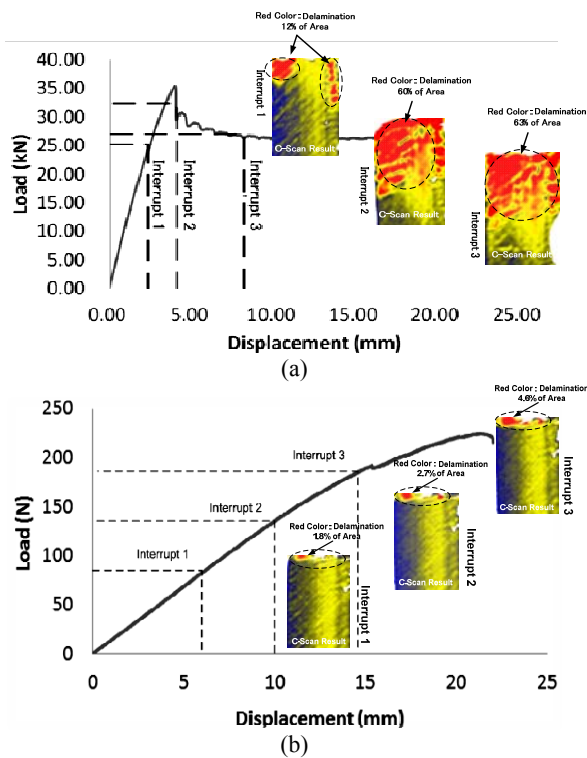 Red Color : Delamination
12% of Area
Red Color : Delamination
60% of Area
Red Color : Delamination
63% of Area
Load (kN)
40.00
35.00
30.00
25.00
20.00
15.00
10.00
5.00
0.00
Interrupt 1
Interrupt 2
Interrupt 3
Interrupt 1
C-Scan Result
Interrupt 2
C-Scan Result
Interrupt 3
C-Scan Result
0.00
5.00
10.00
15.00
20.00
25.00
Displacement (mm)
(a)
Red Color : Delamination
4.6% of Area
Red Color : Delamination
2.7% of Area
Red Color : Delamination
1.8% of Area
Load (N)
250
200
150
100
50
0
Interrupt 3
Interrupt 2
Interrupt 1
C-Scan Result
Interrupt 1
C-Scan Result
Interrupt 2
C-Scan Result
Interrupt 3
0
5
10
15
20
25
Displacement (mm)
(b)